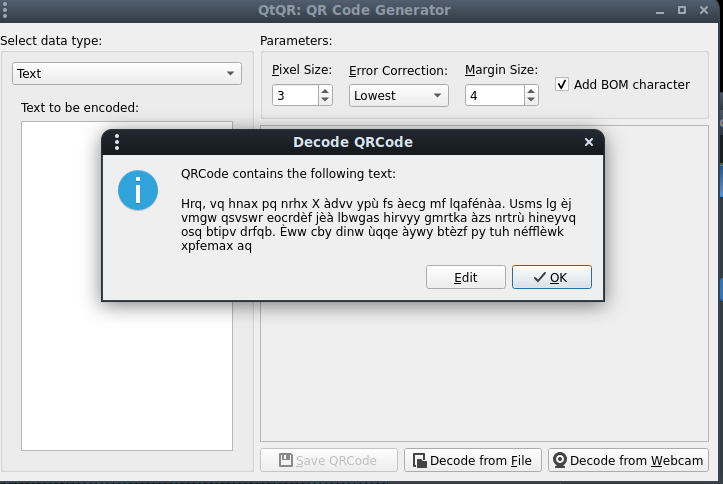 QtQR: QR Code Generator
Select data type:
Text
Text to be encoded:
Parameters:
Pixel Size:
3
Error Correction:
Lowest
Margin Size:
4
Add BOM character
Decode QRCode
QRCode contains the following text:
Hrq, vq hnax pq nrhx X àdvv ypù fs àecg mf lqafénàa. Usms lg èj
vmgw qsvswr eocrdèf jèà lbwgas hirvyy gmrtka àzs nrtrù hineyvq
osq btipv drfqb. Èww cby dinw ùqqe àywy btèzf py tuh néfflèwk
xpfemax aq
Edit
OK
Save QRCode
Decode from File
Decode from Webcam